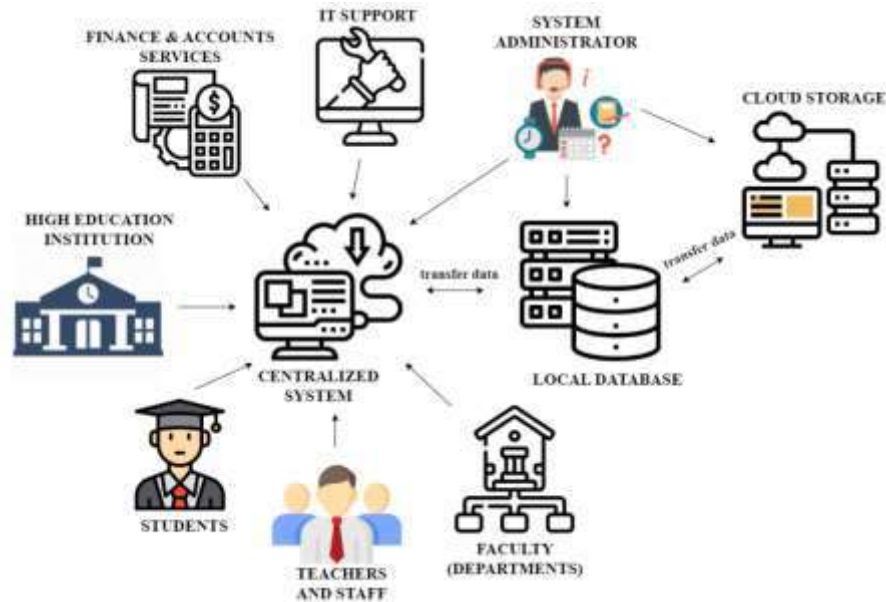 IT SUPPORT
SYSTEM
ADMINISTRATOR
FINANCE & ACCOUNTS
SERVICES
$
i
?
CLOUD STORAGE
HIGH EDUCATION
INSTITUTION
transfer data
transfer data
CENTRALIZED
SYSTEM
LOCAL DATABASE
STUDENTS
TEACHERS
AND STAFF
FACULTY
(DEPARTMENTS)